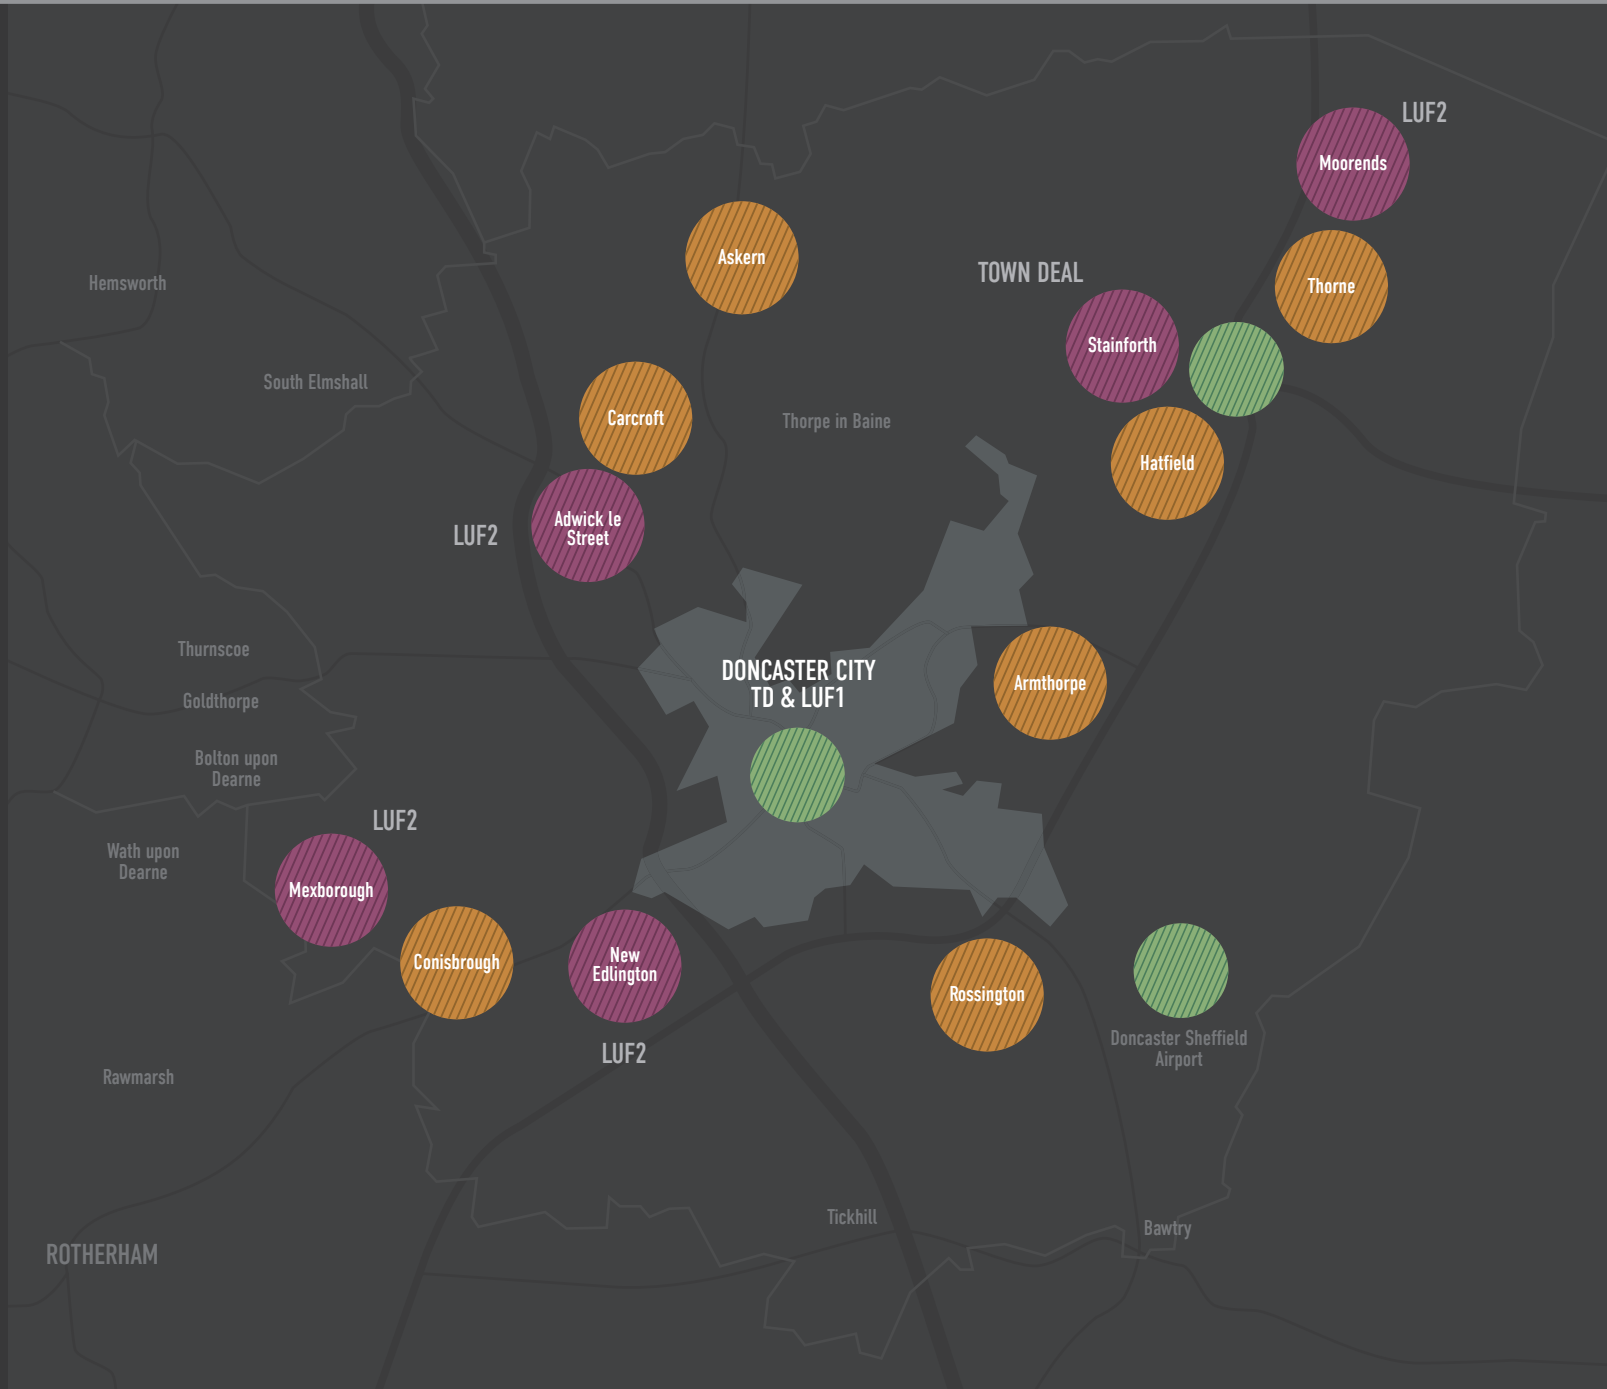 LUF2
Moorends
Askern
TOWN DEAL
Thorne
Hemsworth
Stainforth
South Elmshall
Carcroft
Thorpe in Baine
Hatfield
Adwick le
Street
LUF2
Thurnscoe
DONCASTER CITY
TD & LUF1
Armthorpe
Goldthorpe
Bolton upon
Dearne
LUF2
Wath upon
Dearne
Mexborough
Conisbrough
New
Edlington
Rossington
LUF2
Doncaster Sheffield
Airport
Rawmarsh
Tickhill
Bawtry
ROTHERHAM